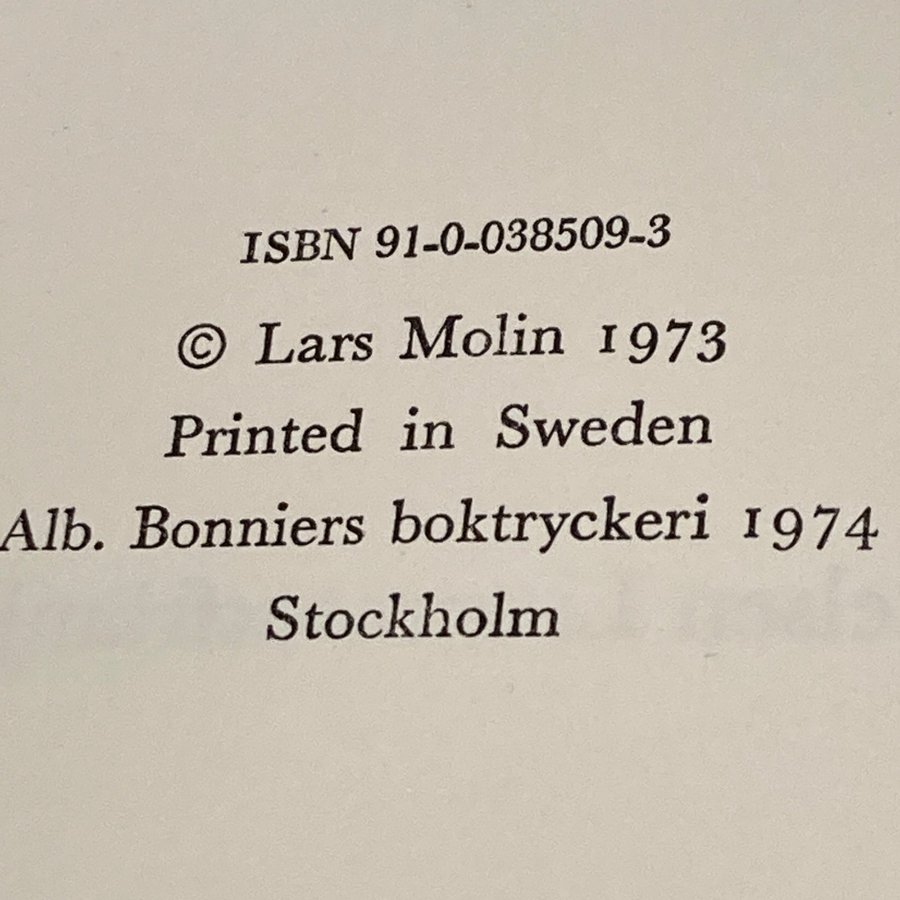 ISBN 91-0-038509-3
© Lars Molin 1973
Printed in Sweden
Alb. Bonniers boktryckeri 1974
Stockholm